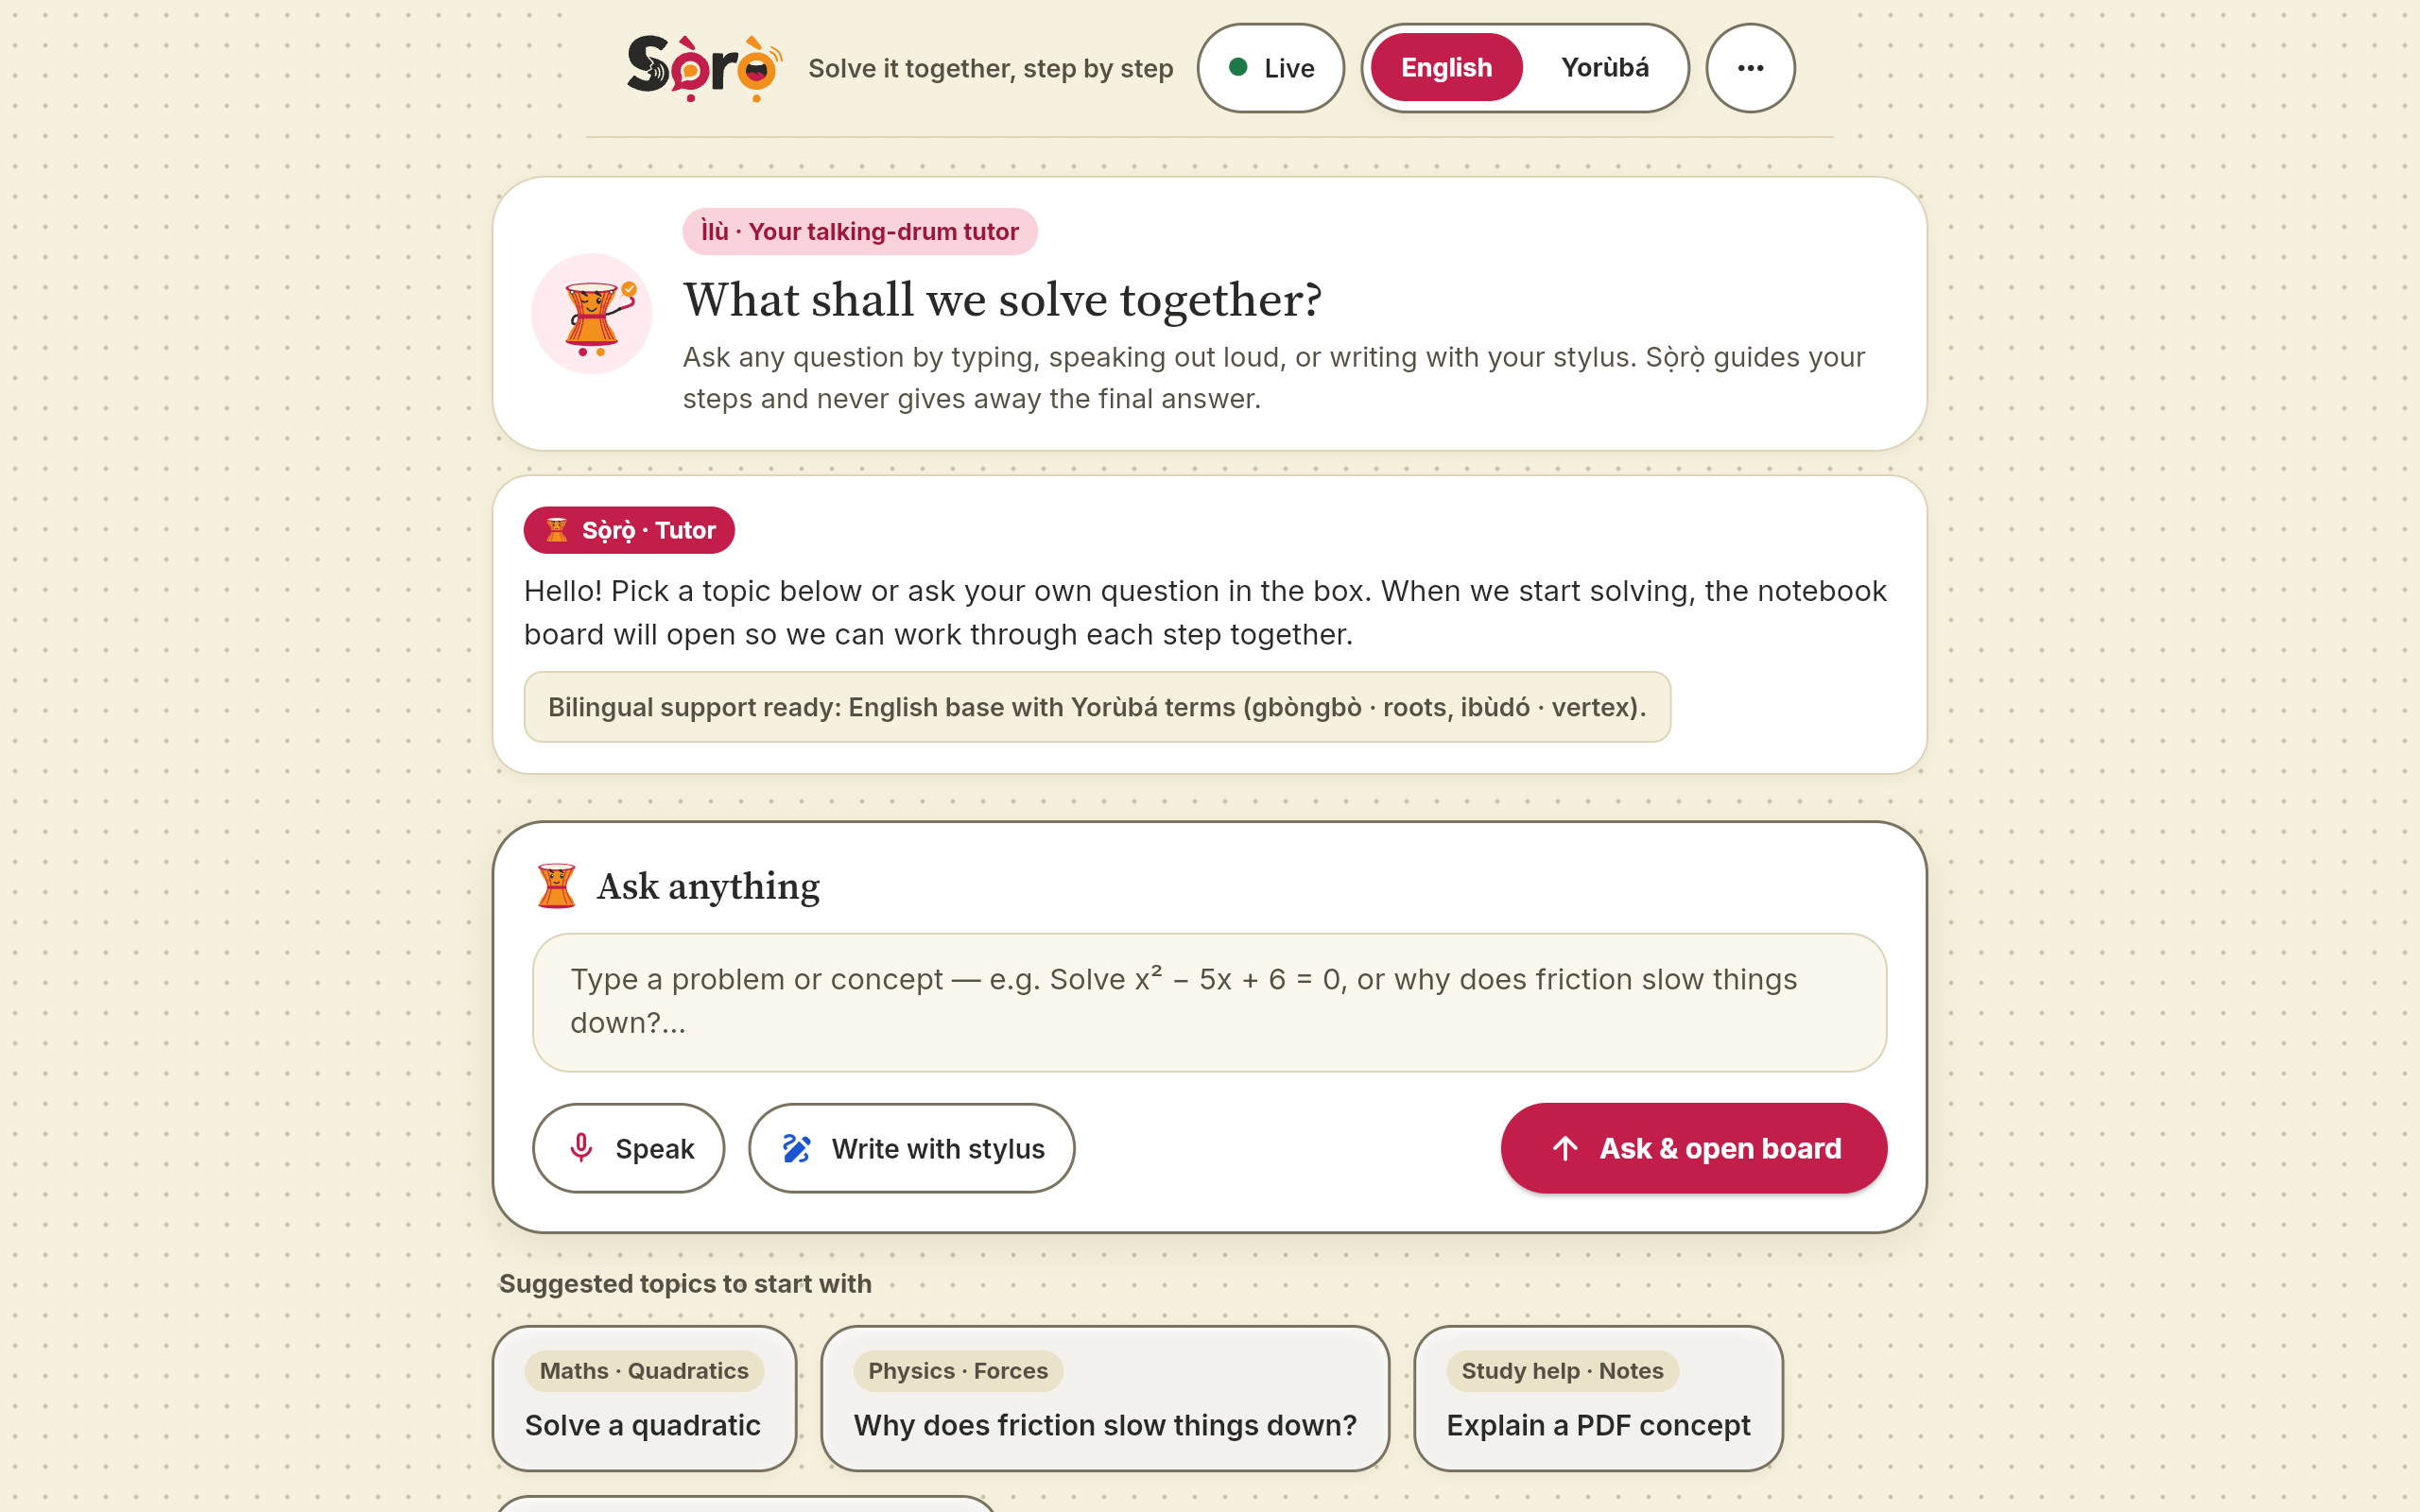 Sọ̀rọ̀
Solve it together, step by step
Live
English
Yorùbá
Ìlù · Your talking-drum tutor
What shall we solve together?
Ask any question by typing, speaking out loud, or writing with your stylus. Sọ̀rọ̀ guides your
steps and never gives away the final answer.
Sọ̀rọ̀ · Tutor
Hello! Pick a topic below or ask your own question in the box. When we start solving, the notebook
board will open so we can work through each step together.
Bilingual support ready: English base with Yorùbá terms (gbòngbò · roots, ibùdó · vertex).
Ask anything
Type a problem or concept — e.g. Solve x² − 5x + 6 = 0, or why does friction slow things
down?...
Speak
Write with stylus
Ask & open board
Suggested topics to start with
Maths · Quadratics
Solve a quadratic
Physics · Forces
Why does friction slow things down?
Study help · Notes
Explain a PDF concept